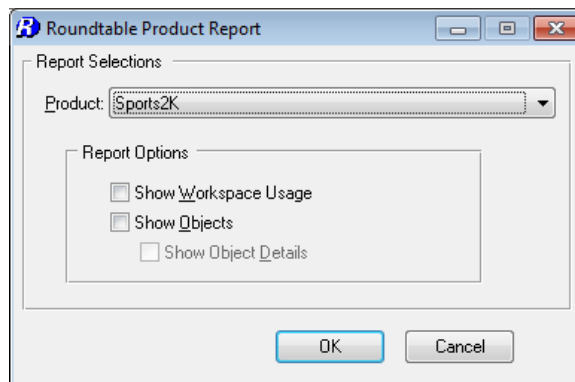 Roundtable Product Report
Report Selections
Product: Sports2K
Report Options
Show Workspace Usage
Show Objects
Show Object Details
OK Cancel